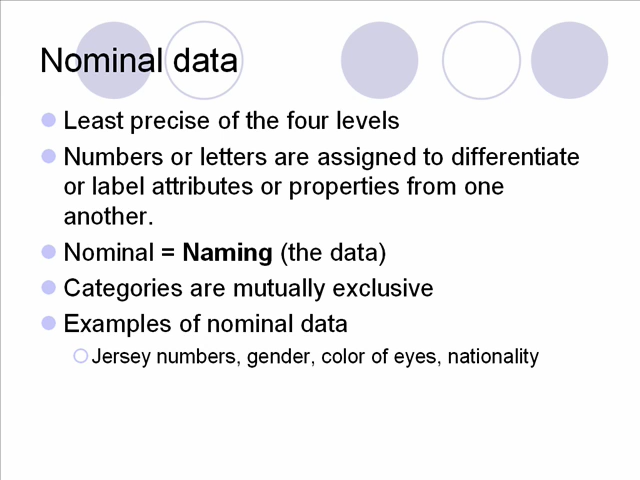 Nominal data
Least precise of the four levels
Numbers or letters are assigned to differentiate
or label attributes or properties from one
another.
Nominal = Naming (the data)
Categories are mutually exclusive
Examples of nominal data
Jersey numbers, gender, color of eyes, nationality